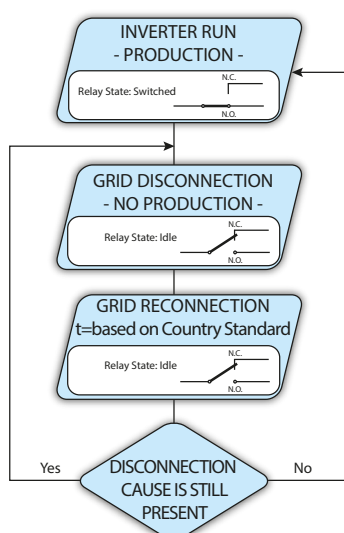 INVERTER RUN
- PRODUCTION -
N.C.
Relay State: Switched
N.O.
GRID DISCONNECTION
- NO PRODUCTION -
N.C.
Relay State: Idle
N.O.
GRID RECONNECTION
t=based on Country Standard
N.C.
Relay State: Idle
N.O.
Yes
DISCONNECTION
CAUSE IS STILL
PRESENT
No